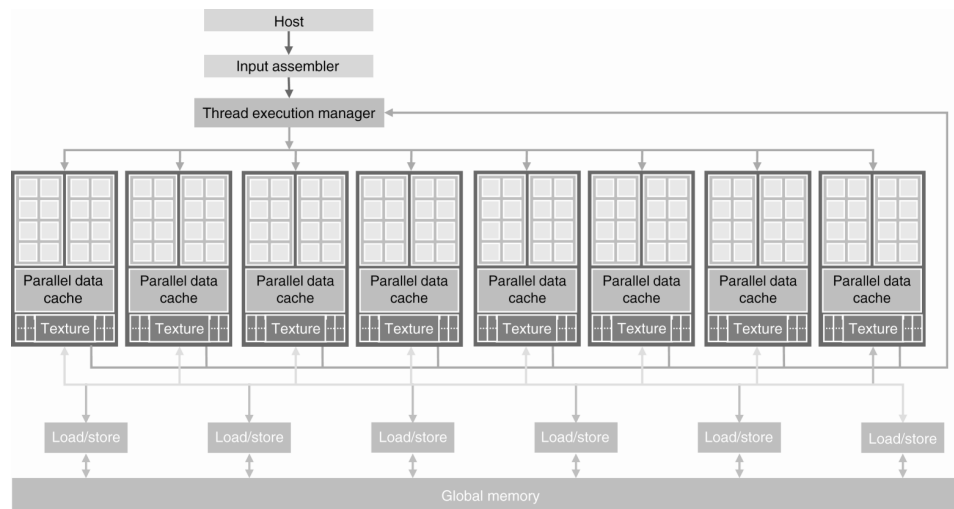 Host
Input assembler
Thread execution manager
Parallel data
cache
Texture
Parallel data
cache
Texture
Parallel data
cache
Texture
Parallel data
cache
Texture
Parallel data
cache
Texture
Parallel data
cache
Texture
Parallel data
cache
Texture
Parallel data
cache
Texture
Load/store
Load/store
Load/store
Load/store
Load/store
Load/store
Global memory